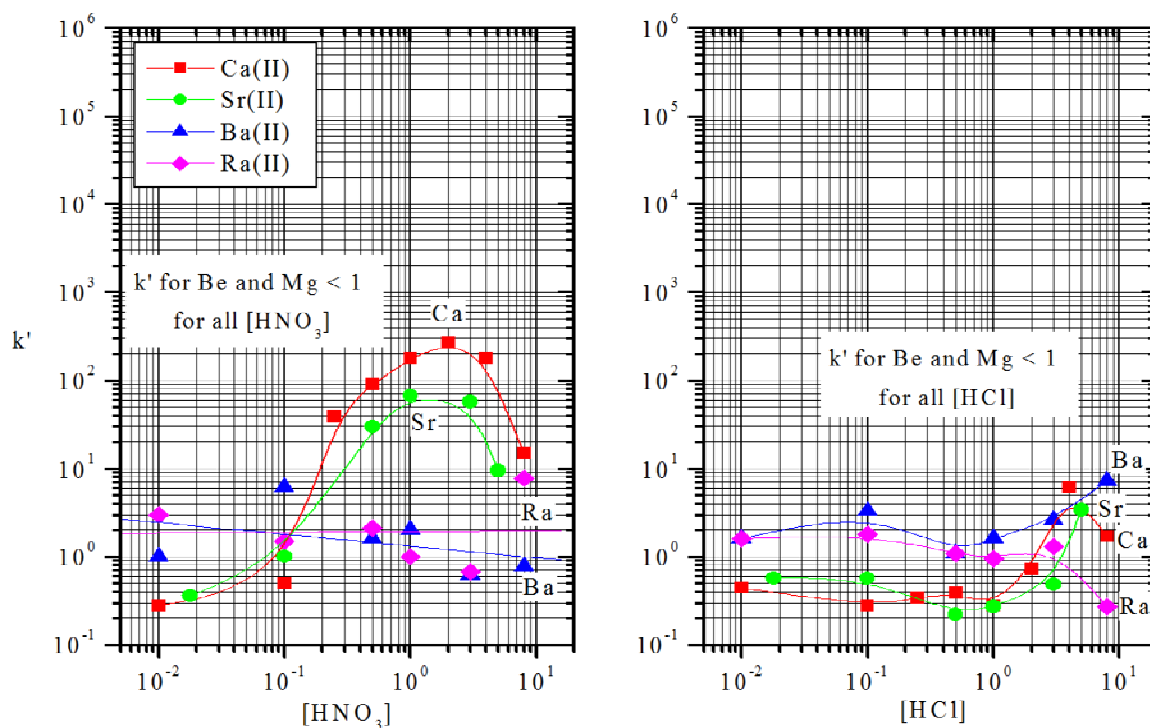 10^6
10^5
10^4
10^3
10^2
10^1
10^0
10^-1
k'
Ca(II)
Sr(II)
Ba(II)
Ra(II)
k' for Be and Mg < 1
for all [HNO_3]
Ca
Sr
Ra
Ba
10^-2
10^-1
10^0
10^1
[HNO_3]
10^6
10^5
10^4
10^3
10^2
10^1
10^0
10^-1
k' for Be and Mg < 1
for all [HCl]
Ba
Sr
Ca
Ra
10^-2
10^-1
10^0
10^1
[HCl]